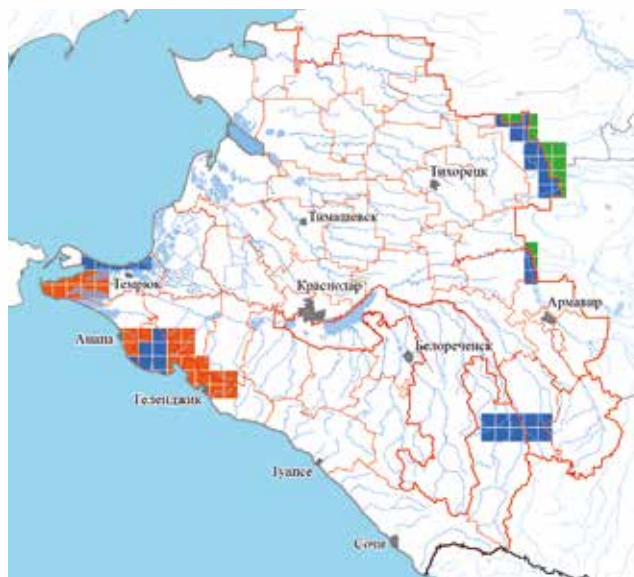 Тихорецк
Тимашевск
Темрюк
Краснодар
Армавир
Анапа
Белореченск
Геленджик
Туапсе
Сочи